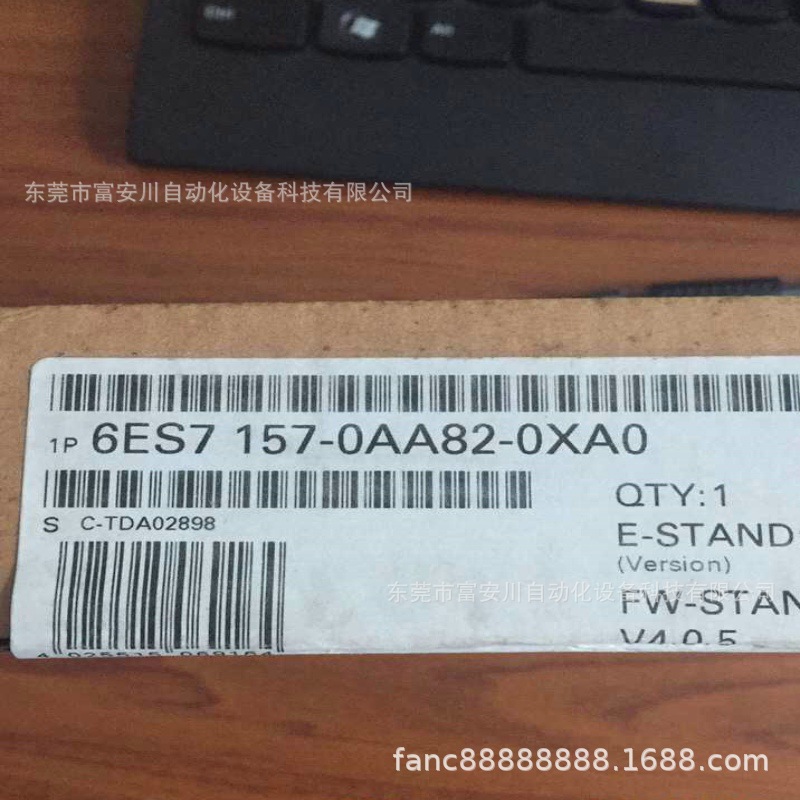 Ctrl
Alt
东莞市富安川自动化设备科技有限公司
1P 6ES7 157-0AA82-0XA0
QTY:1
S C-TDA02898
E-STAND
(Version)
东莞市富安川自动化设备科技有限公司
FW-STAN
V4.0.5
fanc88888888.1688.com